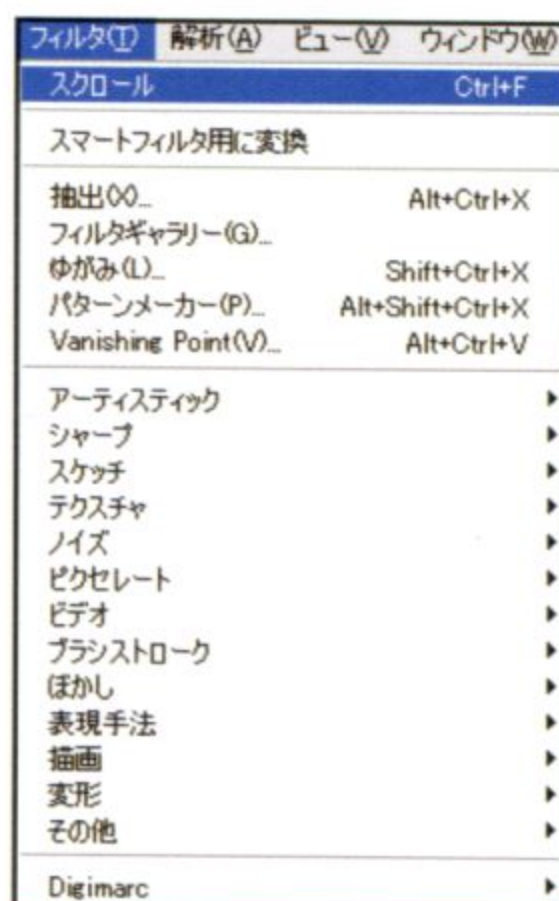 フィルタ(T) 解析(A) ビュー(V) ウィンドウ(W)
スクロール Ctrl+F
スマートフィルタ用に変換
抽出(X)... Alt+Ctrl+X
フィルタギャラリー(G)...
ゆがみ(L)... Shift+Ctrl+X
パターンメーカー(P)... Alt+Shift+Ctrl+X
Vanishing Point(V)... Alt+Ctrl+V
アーティスティック
シャープ
スケッチ
テクスチャ
ノイズ
ピクセレート
ビデオ
ブラシストローク
ぼかし
表現手法
描画
変形
その他
Digimarc